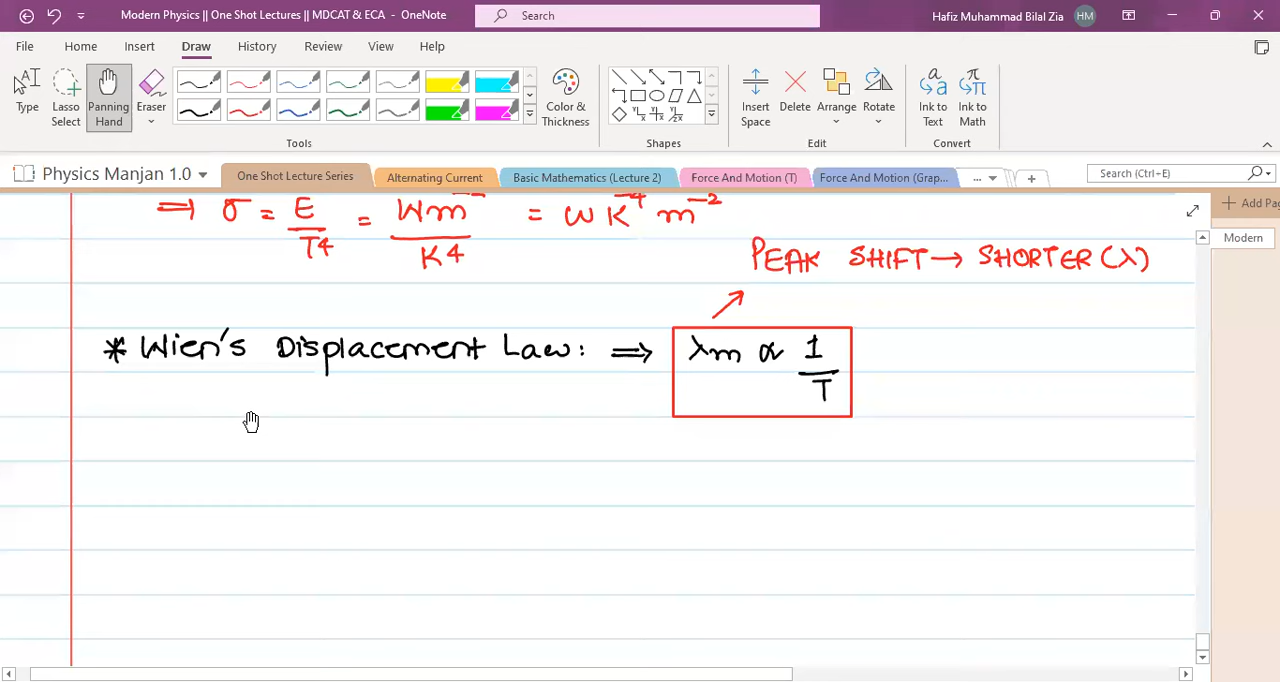 Modern Physics || One Shot Lectures || MDCAT & ECA - OneNote
Search
Hafiz Muhammad Bilal Zia HM
File Home Insert Draw History Review View Help
Type Lasso Select Panning Hand Eraser
Color & Thickness
Insert Space Delete Arrange Rotate
Ink to Text Ink to Math
Tools Shapes Edit Convert
Physics Manjan 1.0 One Shot Lecture Series Alternating Current Basic Mathematics (Lecture 2) Force And Motion (T) Force And Motion (Grap... ... Search (Ctrl+E)
Add Pag
Modern
⇒ σ = E/T⁴ = Wm⁻²/K⁴ = W K⁻⁴ m⁻²
PEAK SHIFT → SHORTER (λ)
* Wien's Displacement Law: ⇒ λm ∝ 1/T